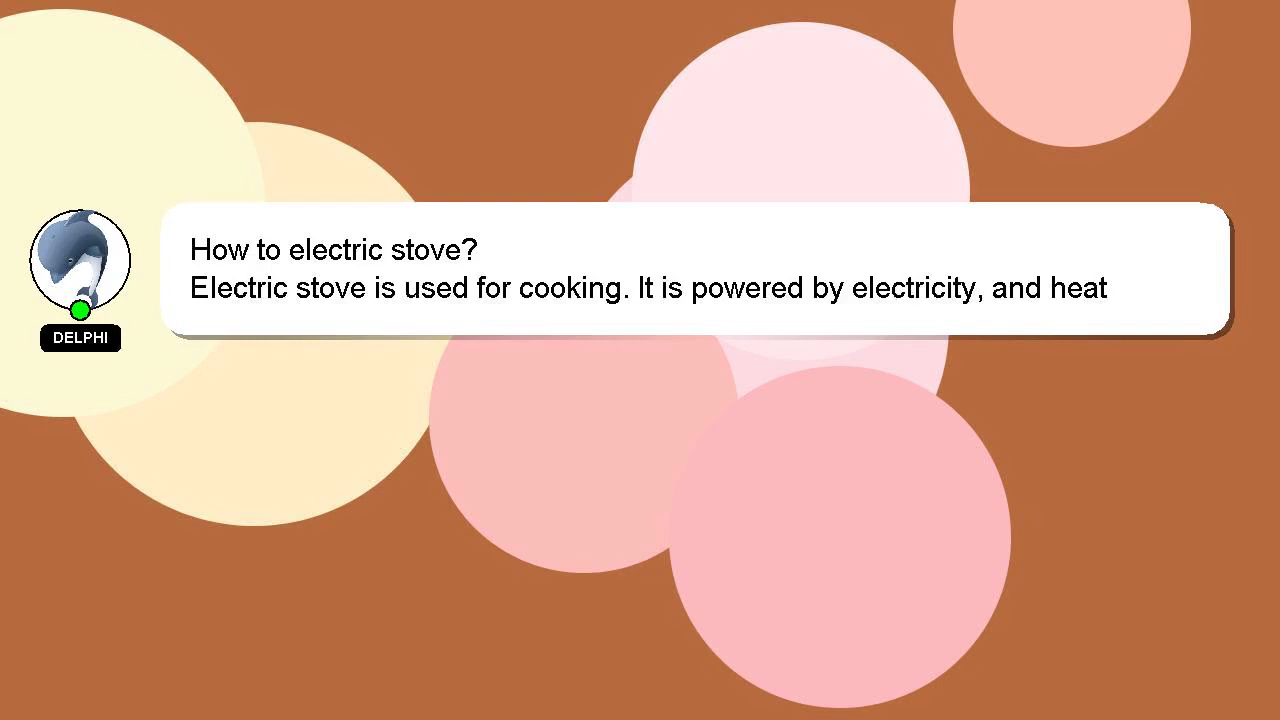 How to electric stove?
Electric stove is used for cooking. It is powered by electricity, and heat
DELPHI